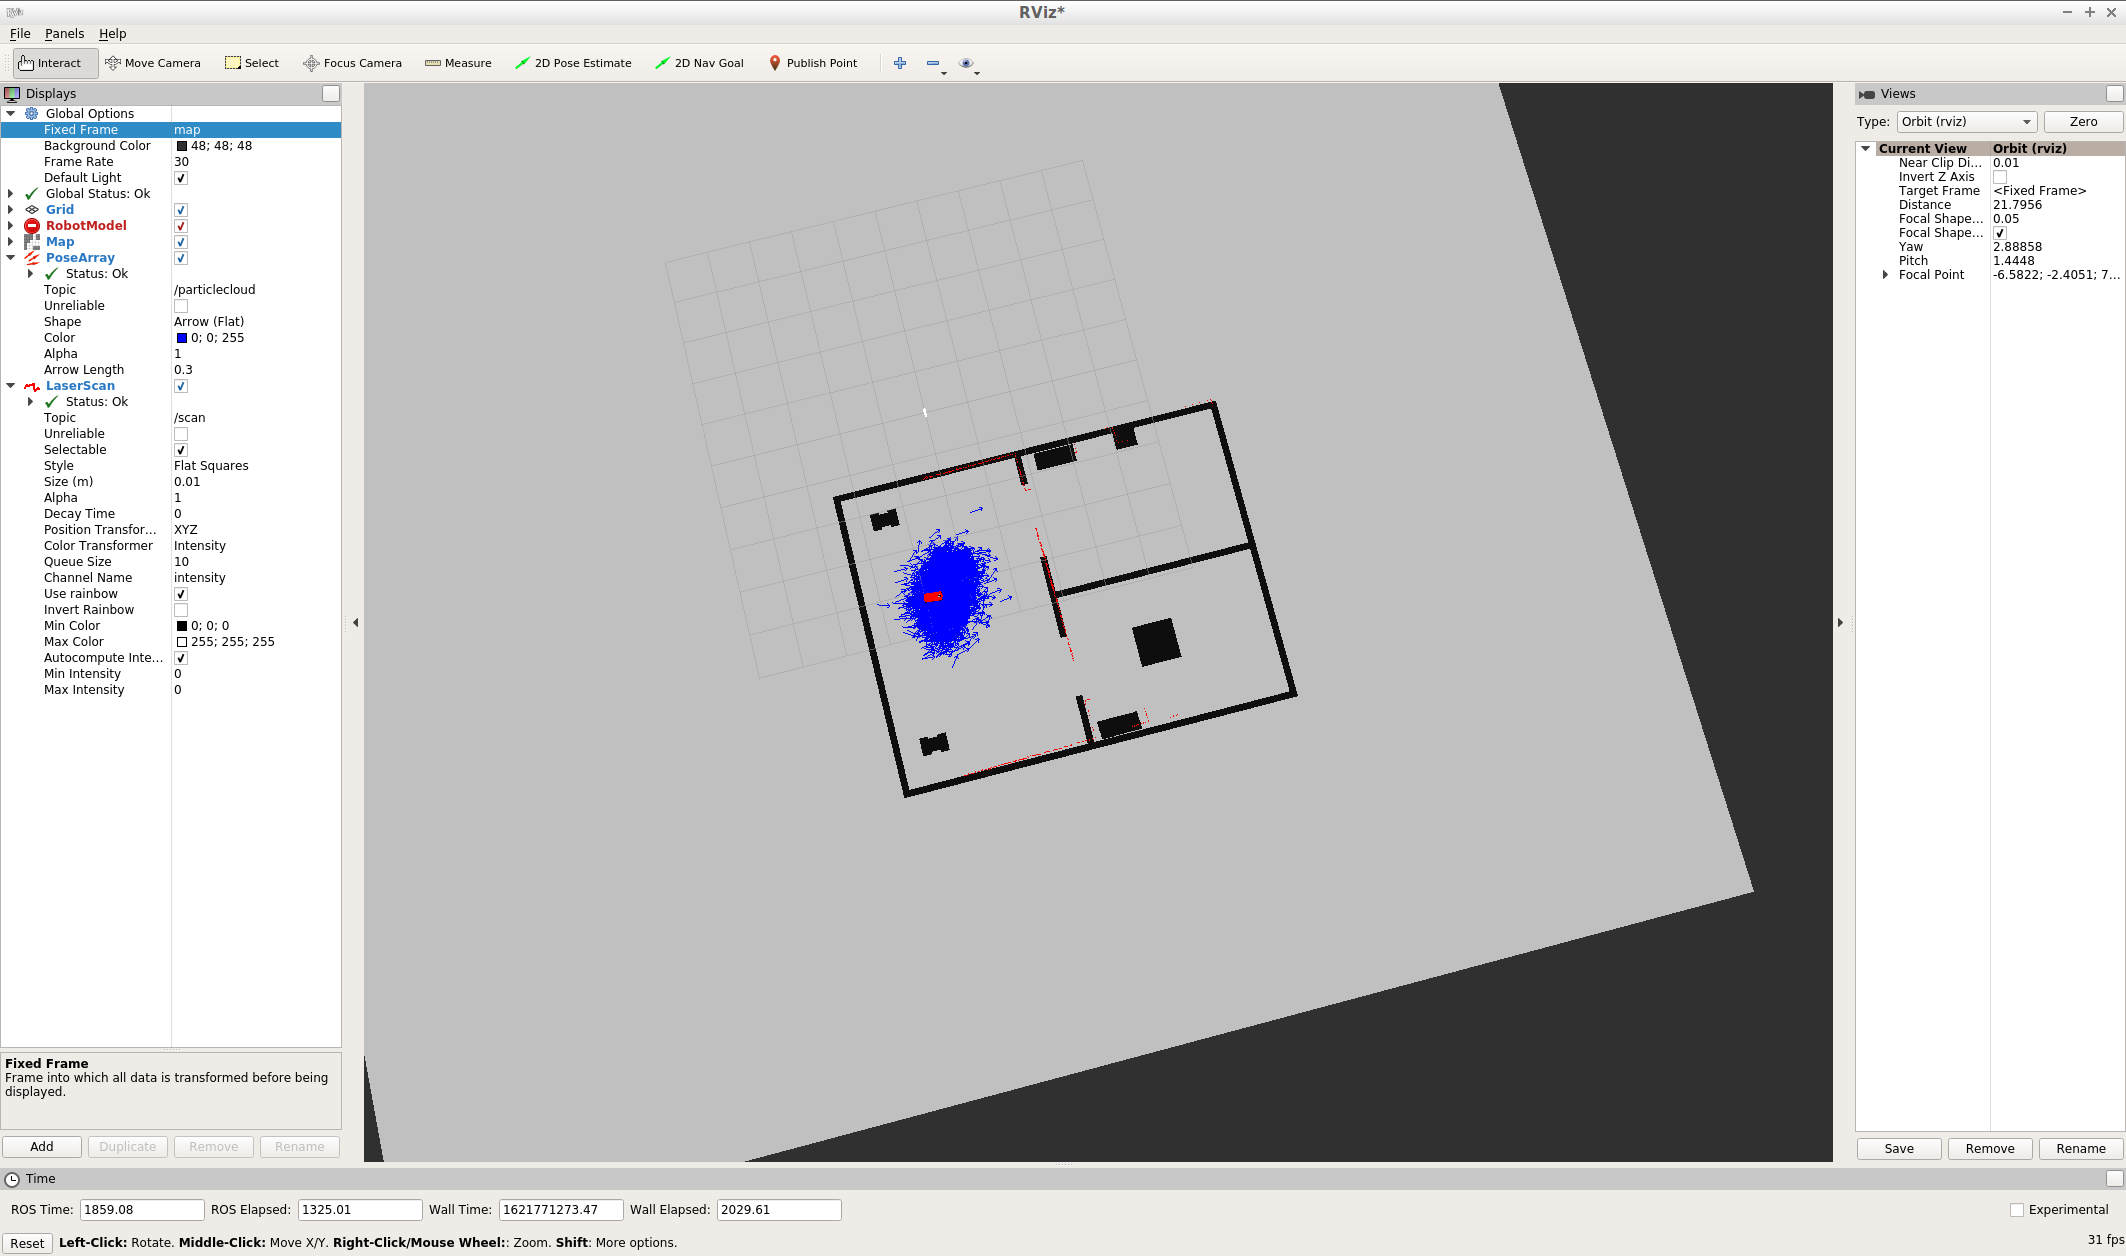 RViz*
File Panels Help
Interact Move Camera Select Focus Camera Measure 2D Pose Estimate 2D Nav Goal Publish Point
Displays
Global Options
Fixed Frame map
Background Color 48; 48; 48
Frame Rate 30
Default Light
Global Status: Ok
Grid
RobotModel
Map
PoseArray
Status: Ok
Topic /particlecloud
Unreliable
Shape Arrow (Flat)
Color 0; 0; 255
Alpha 1
Arrow Length 0.3
LaserScan
Status: Ok
Topic /scan
Unreliable
Selectable
Style Flat Squares
Size (m) 0.01
Alpha 1
Decay Time 0
Position Transfor... XYZ
Color Transformer Intensity
Queue Size 10
Channel Name intensity
Use rainbow
Invert Rainbow
Min Color 0; 0; 0
Max Color 255; 255; 255
Autocompute Inte...
Min Intensity 0
Max Intensity 0
Fixed Frame
Frame into which all data is transformed before being
displayed.
Add Duplicate Remove Rename
Views
Type: Orbit (rviz) Zero
Current View Orbit (rviz)
Near Clip Di... 0.01
Invert Z Axis
Target Frame <Fixed Frame>
Distance 21.7956
Focal Shape... 0.05
Focal Shape...
Yaw 2.88858
Pitch 1.4448
Focal Point -6.5822; -2.4051; 7...
Save Remove Rename
Time
ROS Time: 1859.08 ROS Elapsed: 1325.01 Wall Time: 1621771273.47 Wall Elapsed: 2029.61 Experimental
Reset Left-Click: Rotate. Middle-Click: Move X/Y. Right-Click/Mouse Wheel:: Zoom. Shift: More options. 31 fps